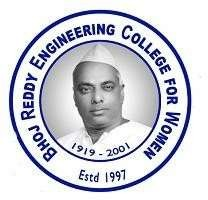 BHOJ REDDY ENGINEERING COLLEGE FOR WOMEN
1919 - 2001
Estd 1997